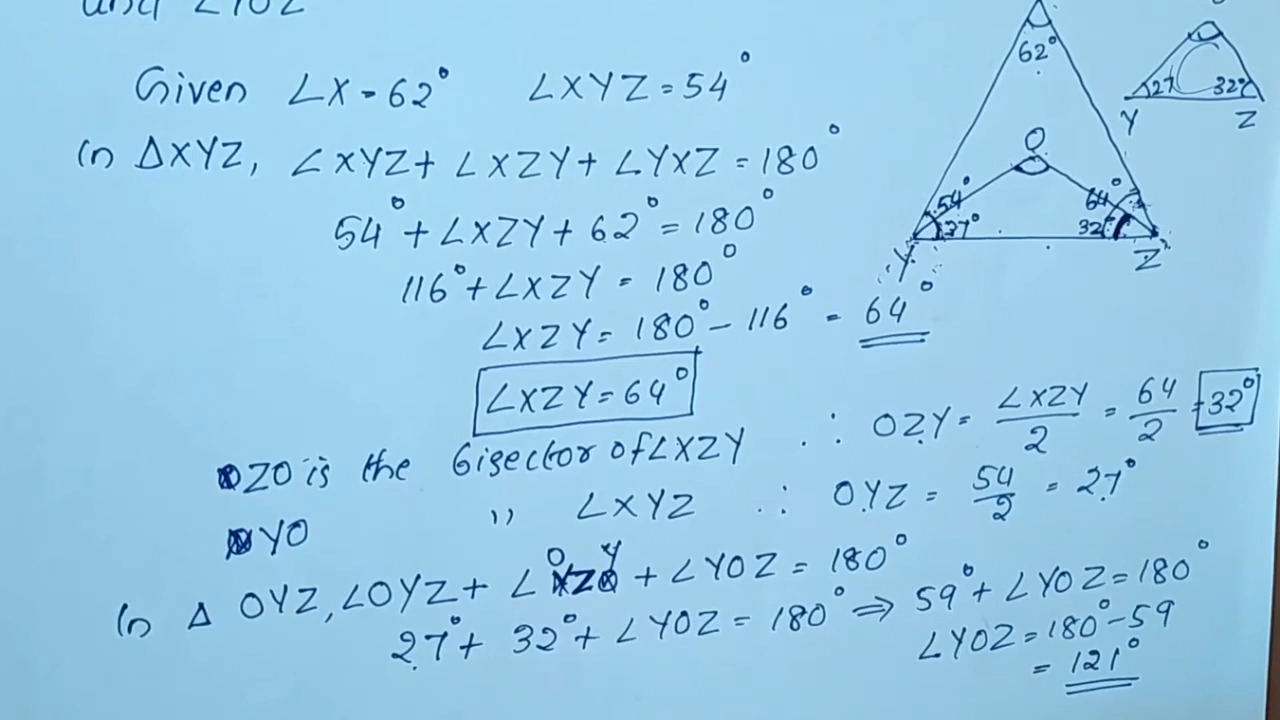 and ∠YOZ
Given ∠X = 62° ∠XYZ = 54°
In ΔXYZ, ∠XYZ + ∠XZY + ∠YXZ = 180°
54° + ∠XZY + 62° = 180°
116° + ∠XZY = 180°
∠XZY = 180° - 116° = 64°
∠XZY = 64°
ZO is the bisector of ∠XZY ∴ OZY = ∠XZY/2 = 64/2 = 32°
YO ,, ∠XYZ ∴ OYZ = 54/2 = 27°
In Δ OYZ, ∠OYZ + ∠OZY + ∠YOZ = 180°
27° + 32° + ∠YOZ = 180° ⇒ 59° + ∠YOZ = 180°
∠YOZ = 180° - 59
= 121°
62°
O
54° 64°
27° 32°
Y Z
27 32°
Y Z